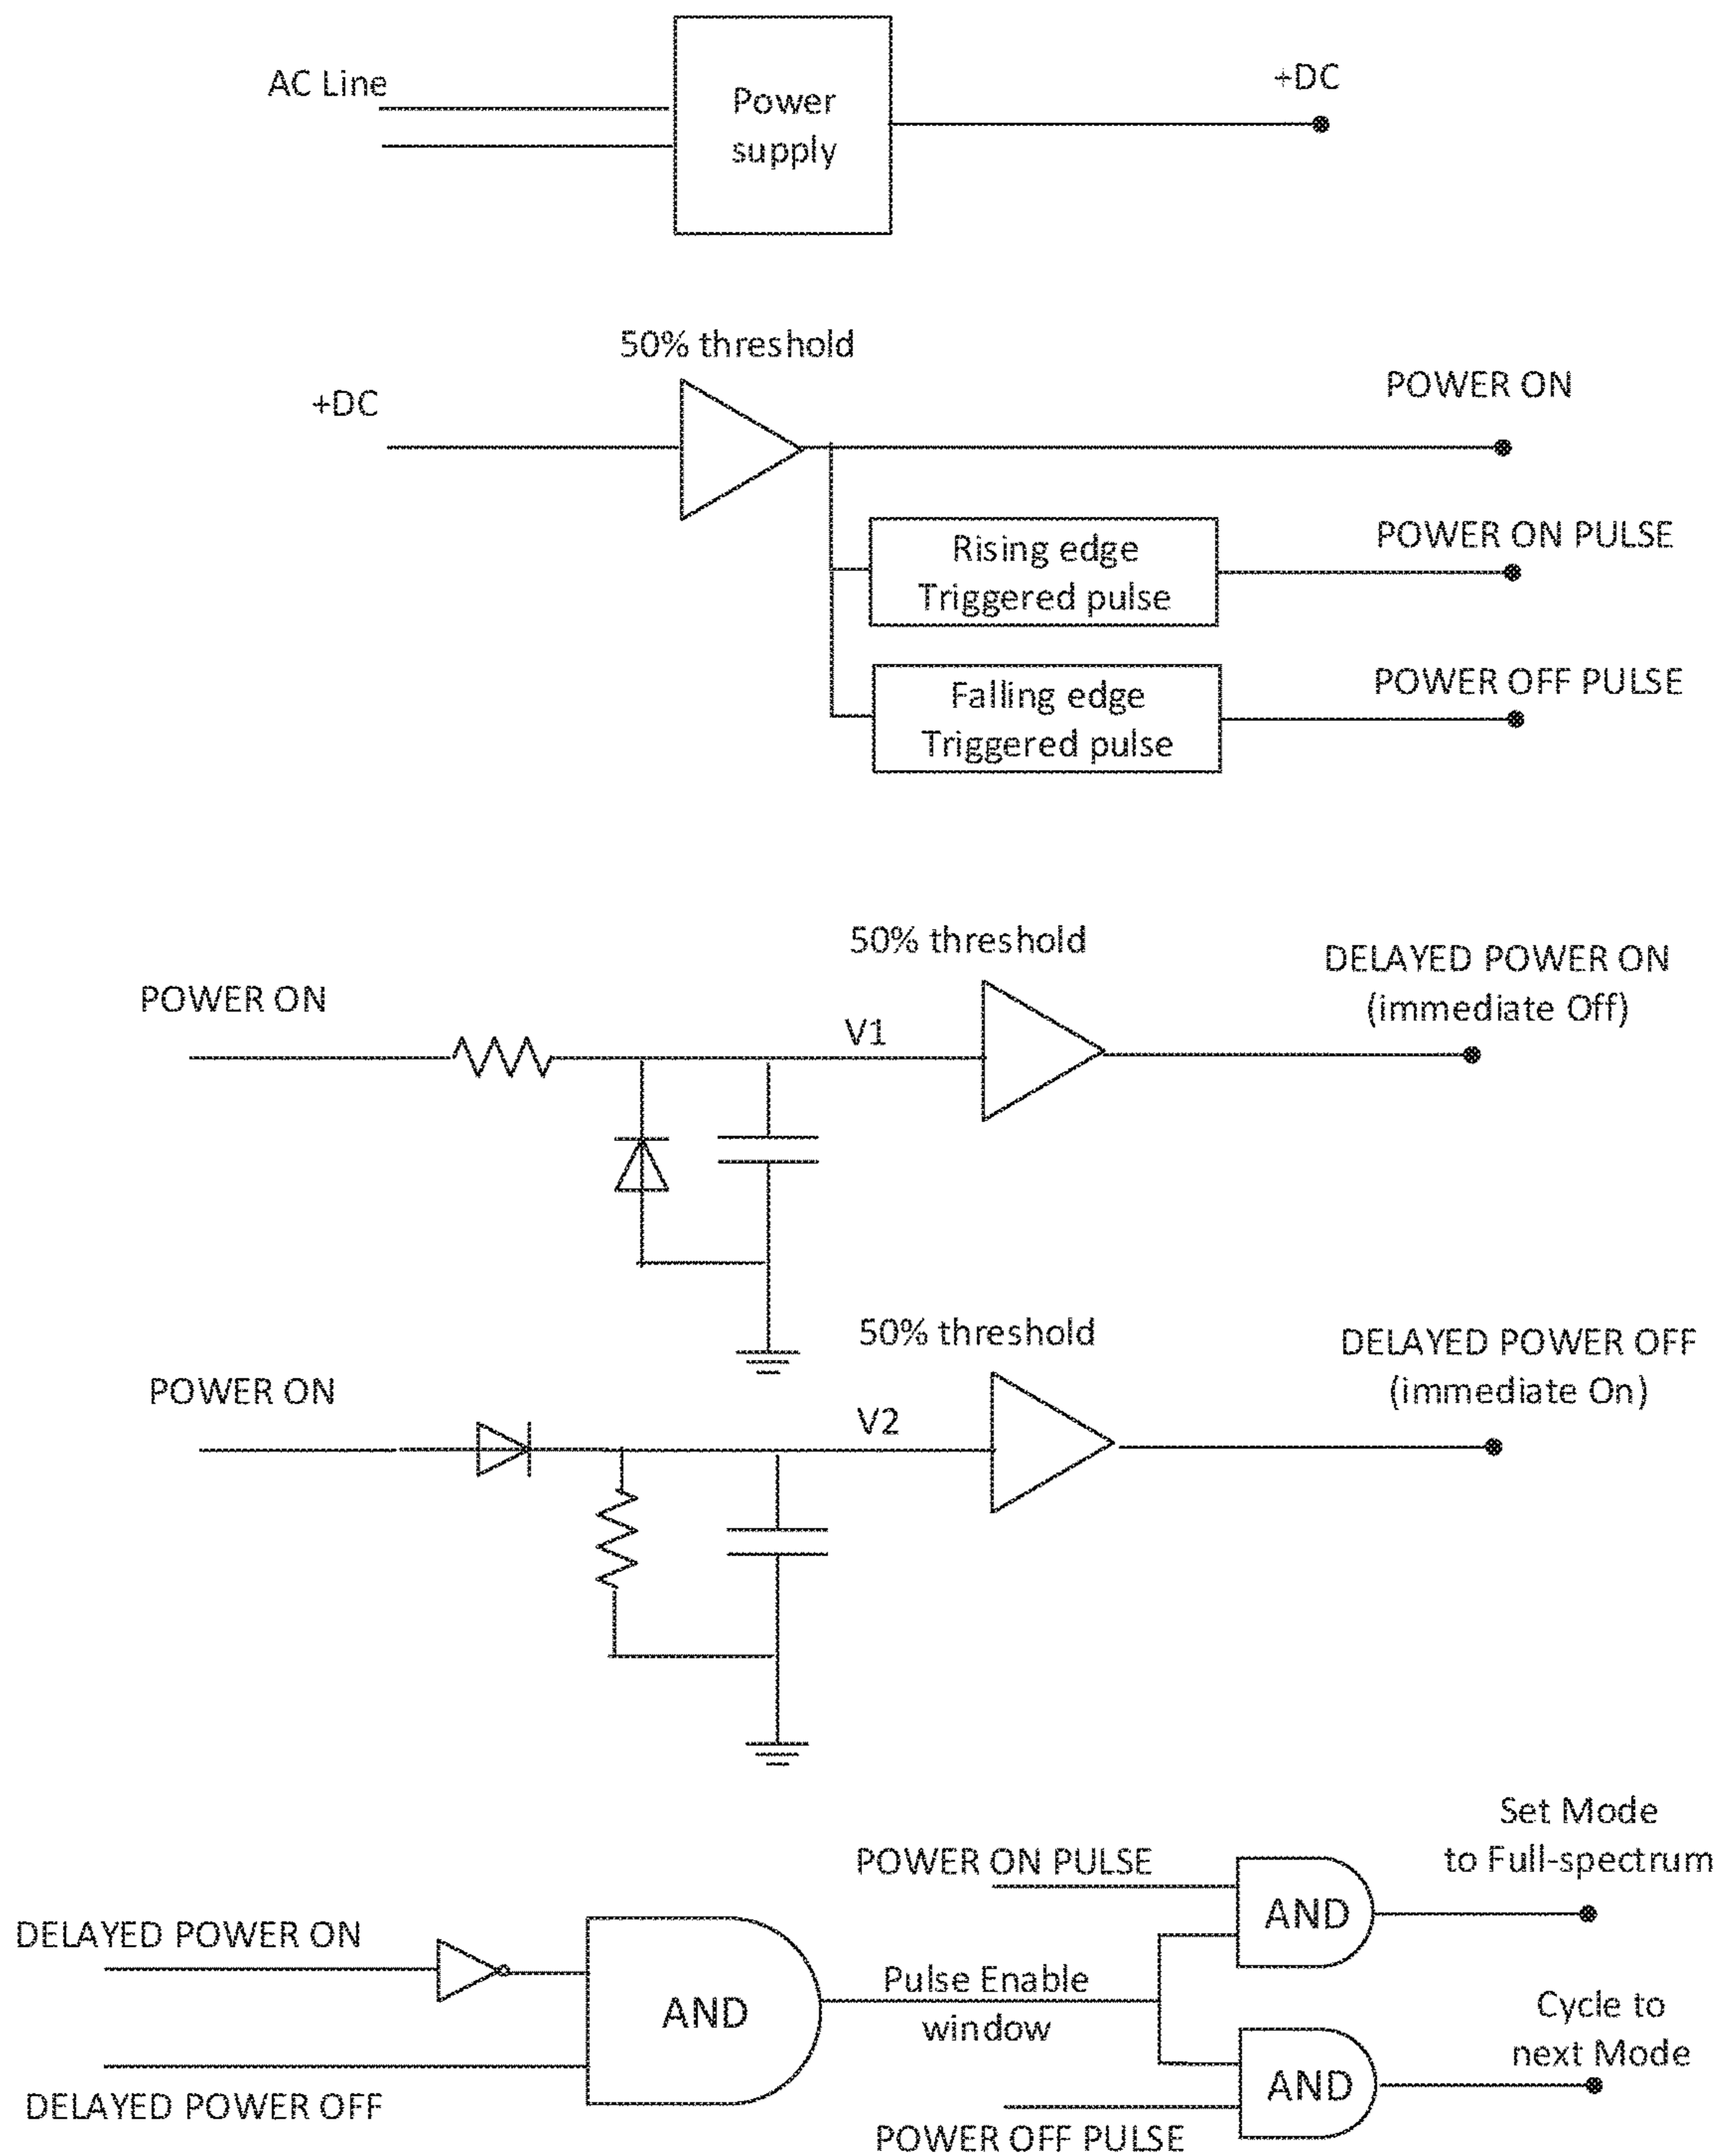 AC Line
Power
supply
+DC
50% threshold
+DC
POWER ON
Rising edge
Triggered pulse
POWER ON PULSE
Falling edge
Triggered pulse
POWER OFF PULSE
50% threshold
DELAYED POWER ON
(immediate Off)
POWER ON
V1
50% threshold
DELAYED POWER OFF
(immediate On)
POWER ON
V2
Set Mode
to Full-spectrum
POWER ON PULSE
AND
DELAYED POWER ON
AND
Pulse Enable
window
Cycle to
next Mode
AND
DELAYED POWER OFF
POWER OFF PULSE